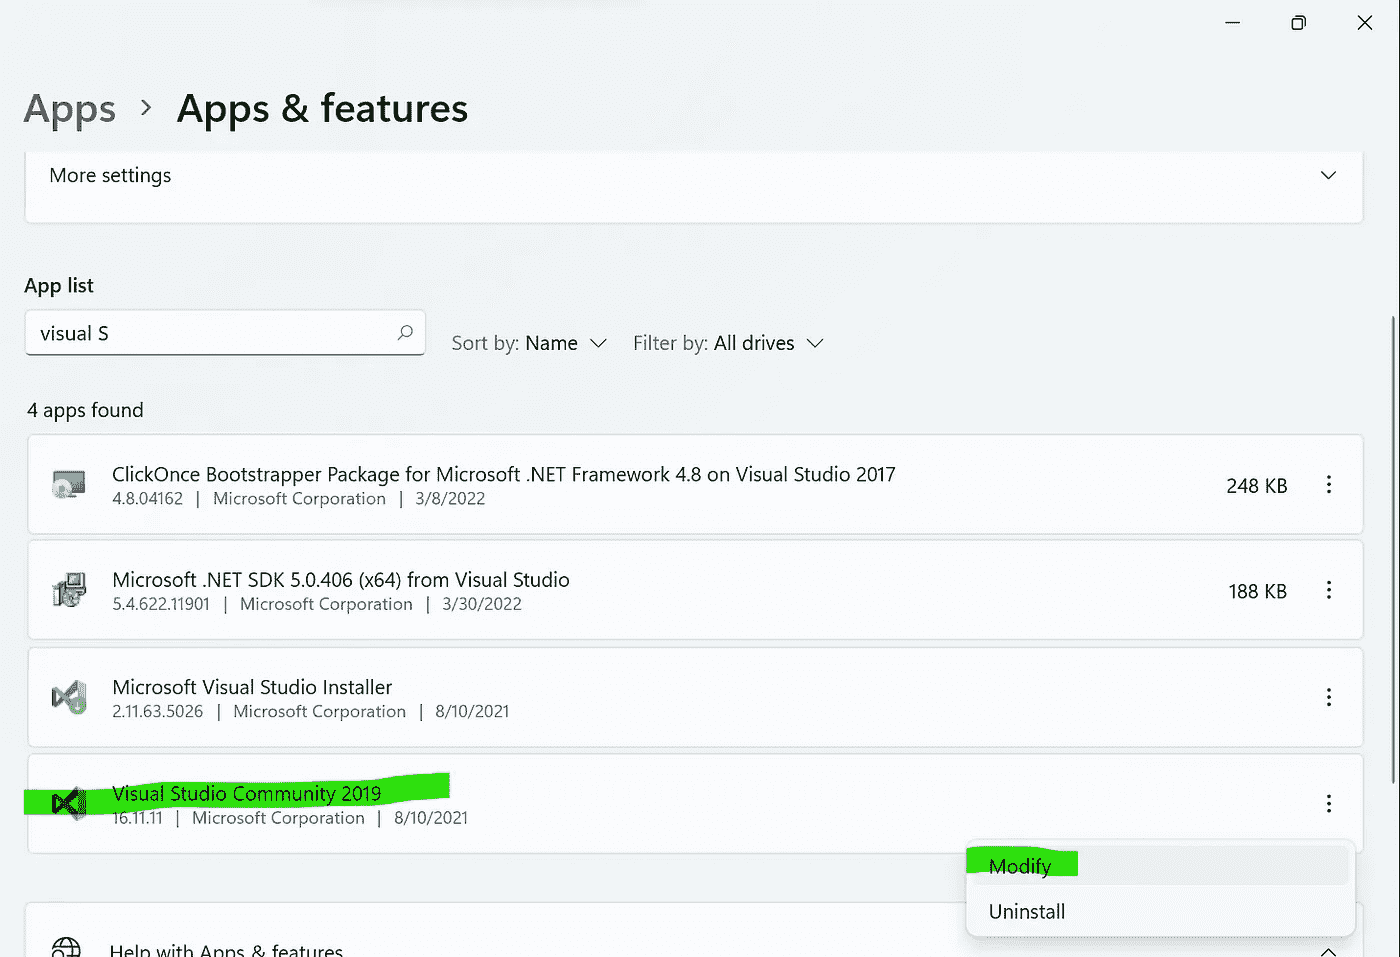 Apps > Apps & features
More settings
App list
visual S
Sort by: Name
Filter by: All drives
4 apps found
ClickOnce Bootstrapper Package for Microsoft .NET Framework 4.8 on Visual Studio 2017
4.8.04162 | Microsoft Corporation | 3/8/2022
248 KB
Microsoft .NET SDK 5.0.406 (x64) from Visual Studio
5.4.622.11901 | Microsoft Corporation | 3/30/2022
188 KB
Microsoft Visual Studio Installer
2.11.63.5026 | Microsoft Corporation | 8/10/2021
Visual Studio Community 2019
16.11.11 | Microsoft Corporation | 8/10/2021
Modify
Uninstall
Help with Apps & features